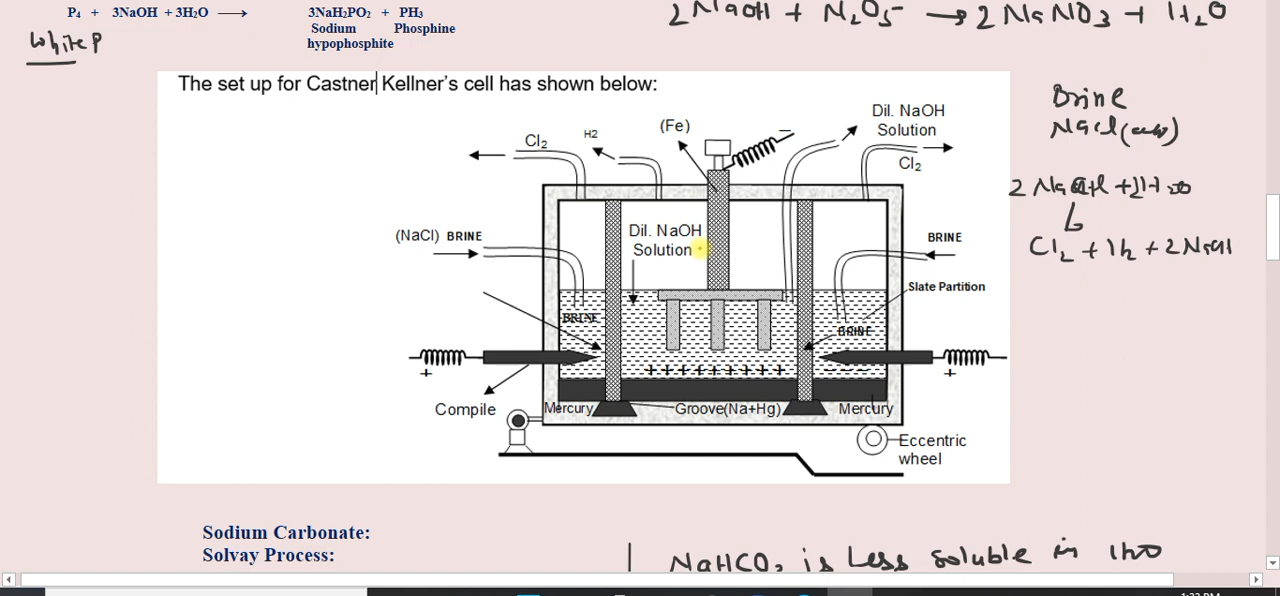 P₄ + 3NaOH + 3H₂O ⟶ 3NaH₂PO₂ + PH₃
Sodium Phosphine
hypophosphite
White P
2NaOH + N₂O₅ → 2NaNO₃ + H₂O
The set up for Castner Kellner's cell has shown below:
Brine
NaCl(aq)
Cl₂
H2
(Fe)
−
Dil. NaOH
Solution
Cl₂
(NaCl) BRINE
Dil. NaOH
Solution
BRINE
Cl₂ + H₂ + 2NaOH
Slate Partition
BRINE
BRINE
+
+ + + + + + + + +
+
Compile
Mercury
Groove(Na+Hg)
Mercury
Eccentric
wheel
Sodium Carbonate:
Solvay Process:
NaHCO₃ is Less soluble in H₂O